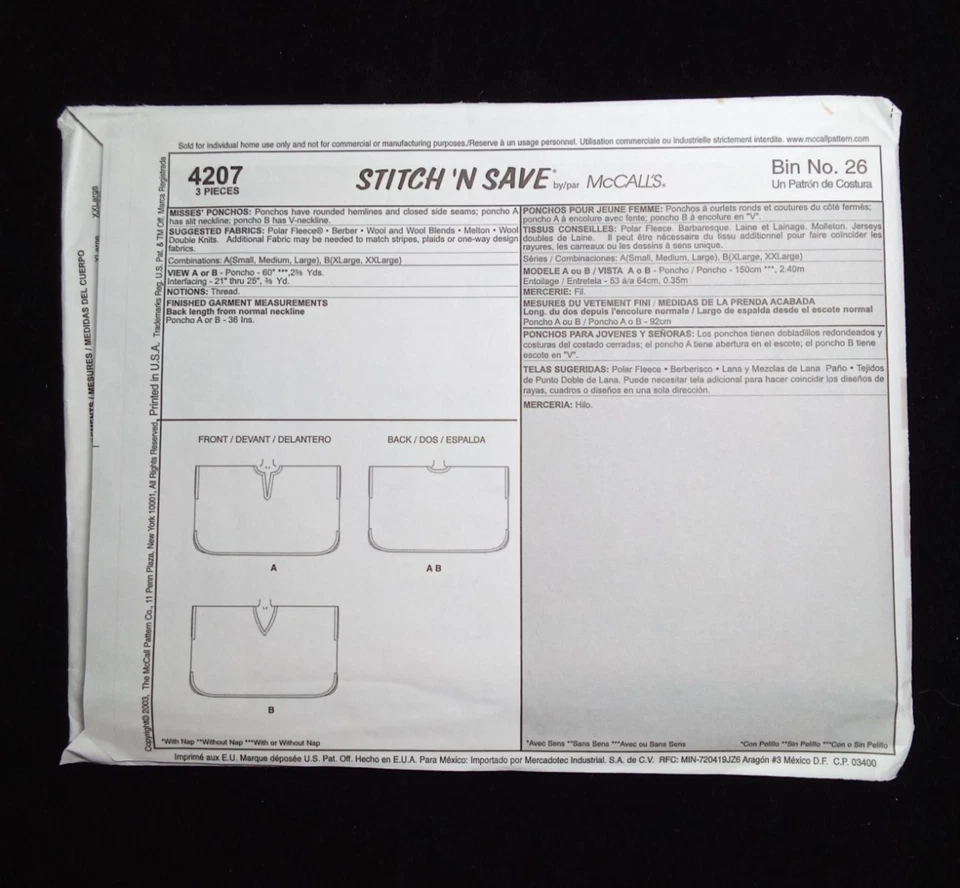 Sold for individual home use only and not for commercial or manufacturing purposes./Reserve à un usage personnel. Utilisation commerciale ou industrielle strictement interdite. www.mccallpattern.com
4207
3 PIECES
STITCH 'N SAVE® by/par McCALL'S®
Bin No. 26
Un Patrón de Costura
MISSES' PONCHOS: Ponchos have rounded hemlines and closed side seams; poncho A
has slit neckline; poncho B has V-neckline.
SUGGESTED FABRICS: Polar Fleece® • Berber • Wool and Wool Blends • Melton • Wool
Double Knits. Additional Fabric may be needed to match stripes, plaids or one-way design
fabrics.
Combinations: A(Small, Medium, Large), B(XLarge, XXLarge)
VIEW A or B - Poncho - 60" ***,2⅝ Yds.
Interfacing - 21" thru 25", ⅜ Yd.
NOTIONS: Thread.
FINISHED GARMENT MEASUREMENTS
Back length from normal neckline
Poncho A or B - 36 Ins.
PONCHOS POUR JEUNE FEMME: Ponchos à ourlets ronds et coutures du côté fermés;
poncho A à encolure avec fente; poncho B à encolure en "V".
TISSUS CONSEILLES: Polar Fleece. Barbaresque. Laine et Lainage. Molleton. Jerseys
doubles de Laine. Il peut être nécessaire du tissu additionnel pour faire coïncider les
rayures, les carreaux ou les dessins à sens unique.
Séries / Combinaciones: A(Small, Medium, Large), B(XLarge, XXLarge)
MODELE A ou B / VISTA A o B - Poncho / Poncho - 150cm ***, 2.40m
Entoilage / Entretela - 53 à/a 64cm, 0.35m
MERCERIE: Fil.
MESURES DU VETEMENT FINI / MEDIDAS DE LA PRENDA ACABADA
Long. du dos depuis l'encolure normale / Largo de espalda desde el escote normal
Poncho A ou B / Poncho A o B - 92cm
PONCHOS PARA JOVENES Y SEÑORAS: Los ponchos tienen dobladillos redondeados y
costuras del costado cerradas; el poncho A tiene abertura en el escote; el poncho B tiene
escote en "V".
TELAS SUGERIDAS: Polar Fleece • Berberisco • Lana y Mezclas de Lana Paño • Tejidos
de Punto Doble de Lana. Puede necesitar tela adicional para hacer coincidir los diseños de
rayas, cuadros o diseños en una sola dirección.
MERCERIA: Hilo.
FRONT / DEVANT / DELANTERO
BACK / DOS / ESPALDA
A
A B
B
*With Nap **Without Nap ***With or Without Nap
*Avec Sens **Sans Sens ***Avec ou Sans Sens
*Con Pelillo **Sin Pelillo ***Con o Sin Pelillo
Imprimé aux E.U. Marque déposée U.S. Pat. Off. Hecho en E.U.A. Para México: Importado por Mercadotec Industrial. S.A. de C.V. RFC: MIN-720419JZ6 Aragón #3 México D.F. C.P. 03400
Copyright© 2003, The McCall Pattern Co., 11 Penn Plaza, New York 10001, All Rights Reserved, Printed in U.S.A. Trademarks Reg. U.S. Pat. & TM Off. Marca Registrada
/ MESURES / MEDIDAS DEL CUERPO
XXLarge